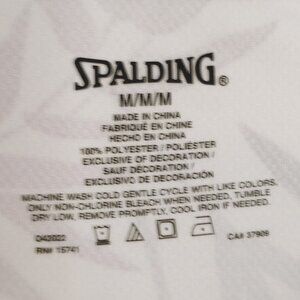 SPALDING®
M/M/M
MADE IN CHINA
FABRIQUÉ EN CHINE
HECHO EN CHINA
100% POLYESTER / POLIÉSTER
EXCLUSIVE OF DECORATION /
SAUF DÉCORATION /
EXCLUSIVO DE DECORACIÓN
MACHINE WASH COLD GENTLE CYCLE WITH LIKE COLORS.
ONLY NON-CHLORINE BLEACH WHEN NEEDED, TUMBLE
DRY LOW, REMOVE PROMPTLY, COOL IRON IF NEEDED.
042022
RN# 15741 CA# 37909